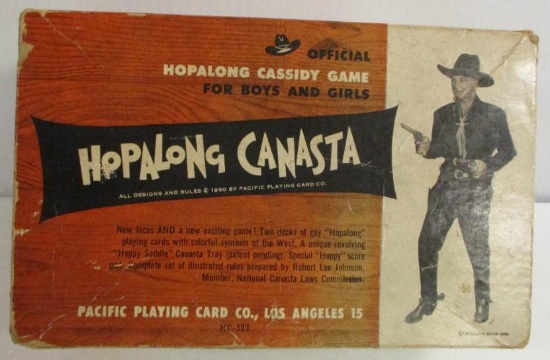 OFFICIAL
HOPALONG CASSIDY GAME
FOR BOYS AND GIRLS
HOPALONG CANASTA
ALL DESIGNS AND RULES © 1950 BY PACIFIC PLAYING CARD CO.
New faces AND a new exciting game! Two decks of gay "Hopalong"
playing cards with colorful symbols of the West. A unique revolving
"Hoppy Saddle" Canasta Tray (patent pending). Special "Hoppy" score
pad. Complete set of illustrated rules prepared by Robert Lee Johnson,
Member, National Canasta Laws Commission.
PACIFIC PLAYING CARD CO., LOS ANGELES 15
HC-303
© WILLIAM BOYD 1950